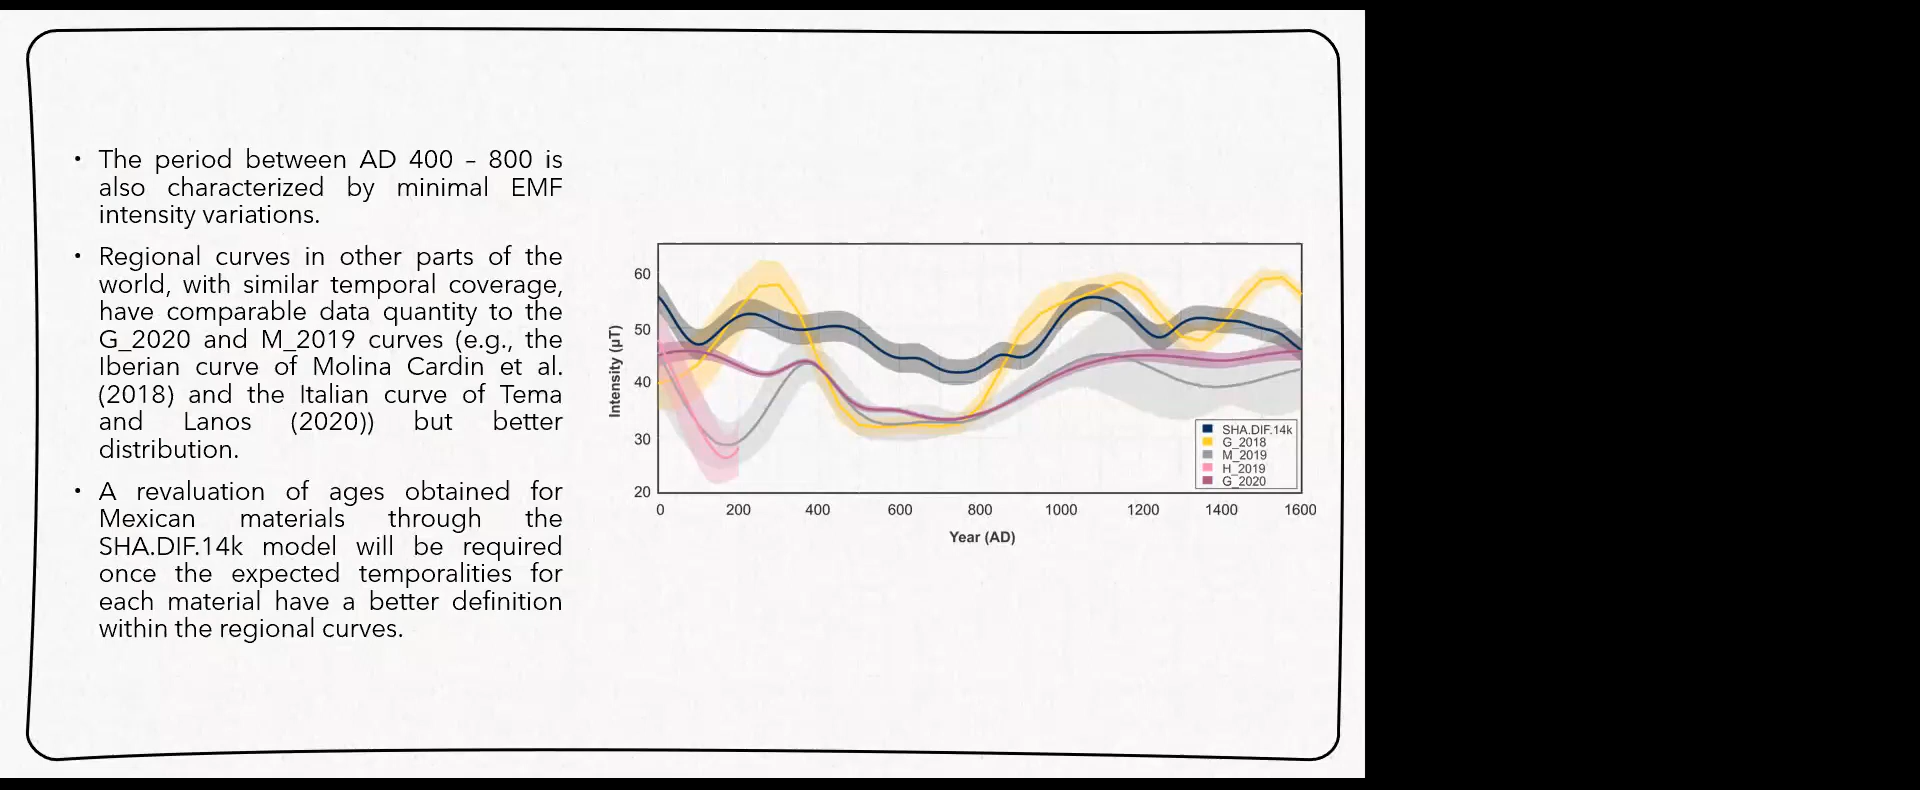 • The period between AD 400 – 800 is
also characterized by minimal EMF
intensity variations.
• Regional curves in other parts of the
world, with similar temporal coverage,
have comparable data quantity to the
G_2020 and M_2019 curves (e.g., the
Iberian curve of Molina Cardin et al.
(2018) and the Italian curve of Tema
and Lanos (2020)) but better
distribution.
• A revaluation of ages obtained for
Mexican materials through the
SHA.DIF.14k model will be required
once the expected temporalities for
each material have a better definition
within the regional curves.
Intensity (µT)
60
50
40
30
20
0 200 400 600 800 1000 1200 1400 1600
Year (AD)
SHA.DIF.14k
G_2018
M_2019
H_2019
G_2020